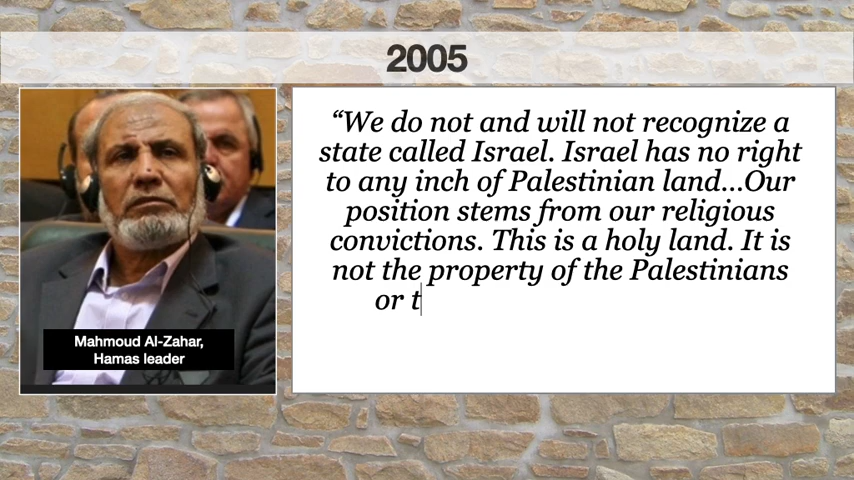 2005
“We do not and will not recognize a
state called Israel. Israel has no right
to any inch of Palestinian land...Our
position stems from our religious
convictions. This is a holy land. It is
not the property of the Palestinians
or t
Mahmoud Al-Zahar,
Hamas leader